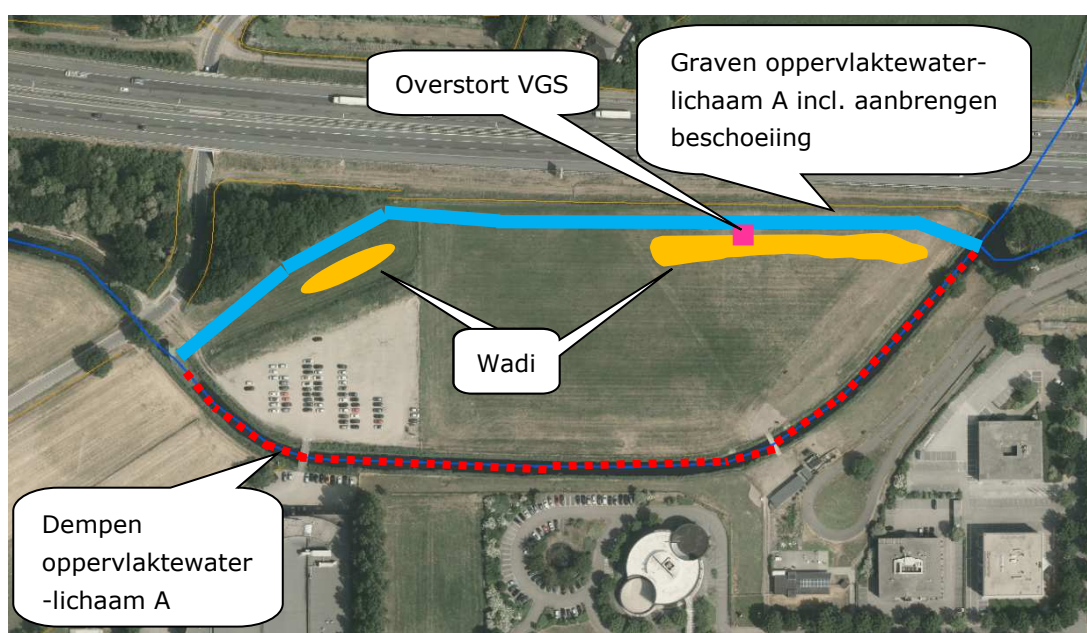 Overstort VGS
Graven oppervlaktewater-
lichaam A incl. aanbrengen
beschoeiing
Wadi
Dempen
oppervlaktewater
-lichaam A